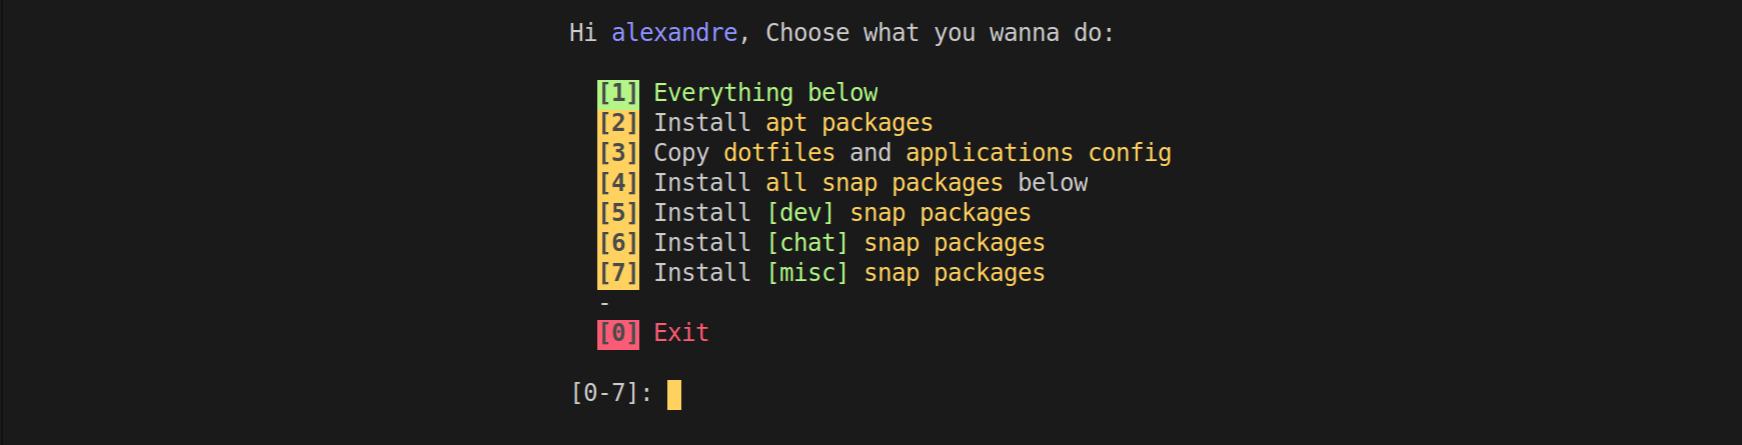 Hi alexandre, Choose what you wanna do:
[1] Everything below
[2] Install apt packages
[3] Copy dotfiles and applications config
[4] Install all snap packages below
[5] Install [dev] snap packages
[6] Install [chat] snap packages
[7] Install [misc] snap packages
-
[0] Exit
[0-7]: